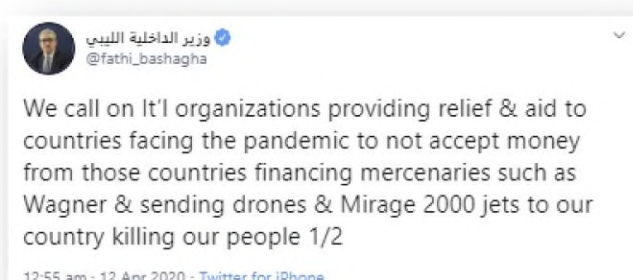 وزير الداخلية الليبي
@fathi_bashagha
We call on It'l organizations providing relief & aid to
countries facing the pandemic to not accept money
from those countries financing mercenaries such as
Wagner & sending drones & Mirage 2000 jets to our
country killing our people 1/2
12:55 am · 12 Apr 2020 · Twitter for iPhone